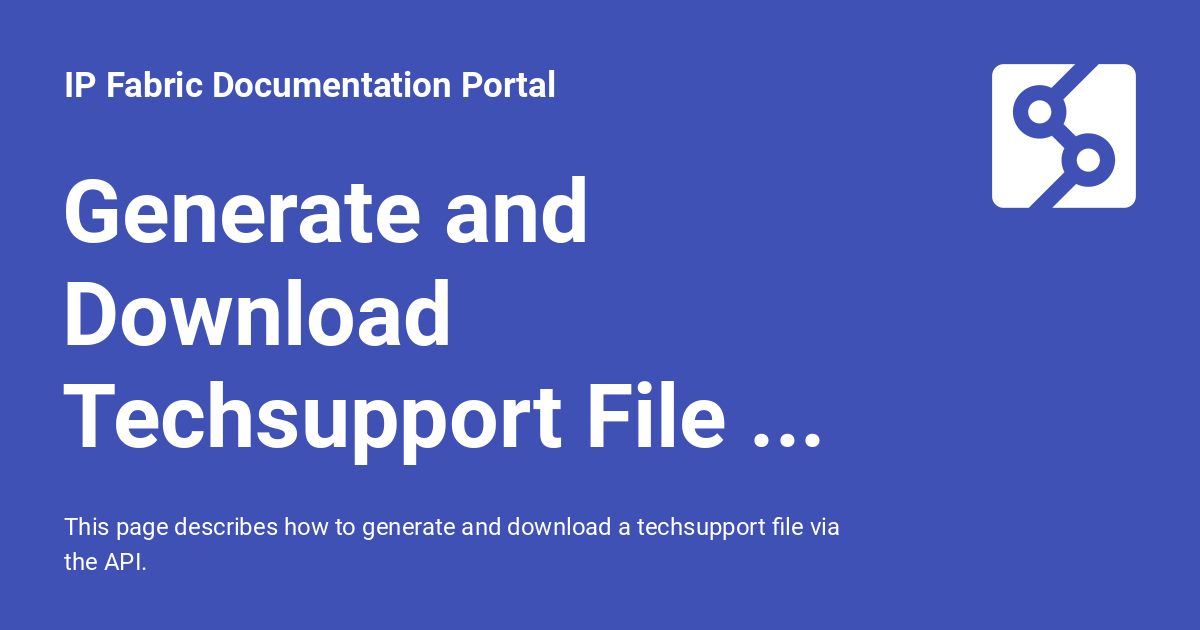 IP Fabric Documentation Portal
Generate and
Download
Techsupport File ...
This page describes how to generate and download a techsupport file via
the API.